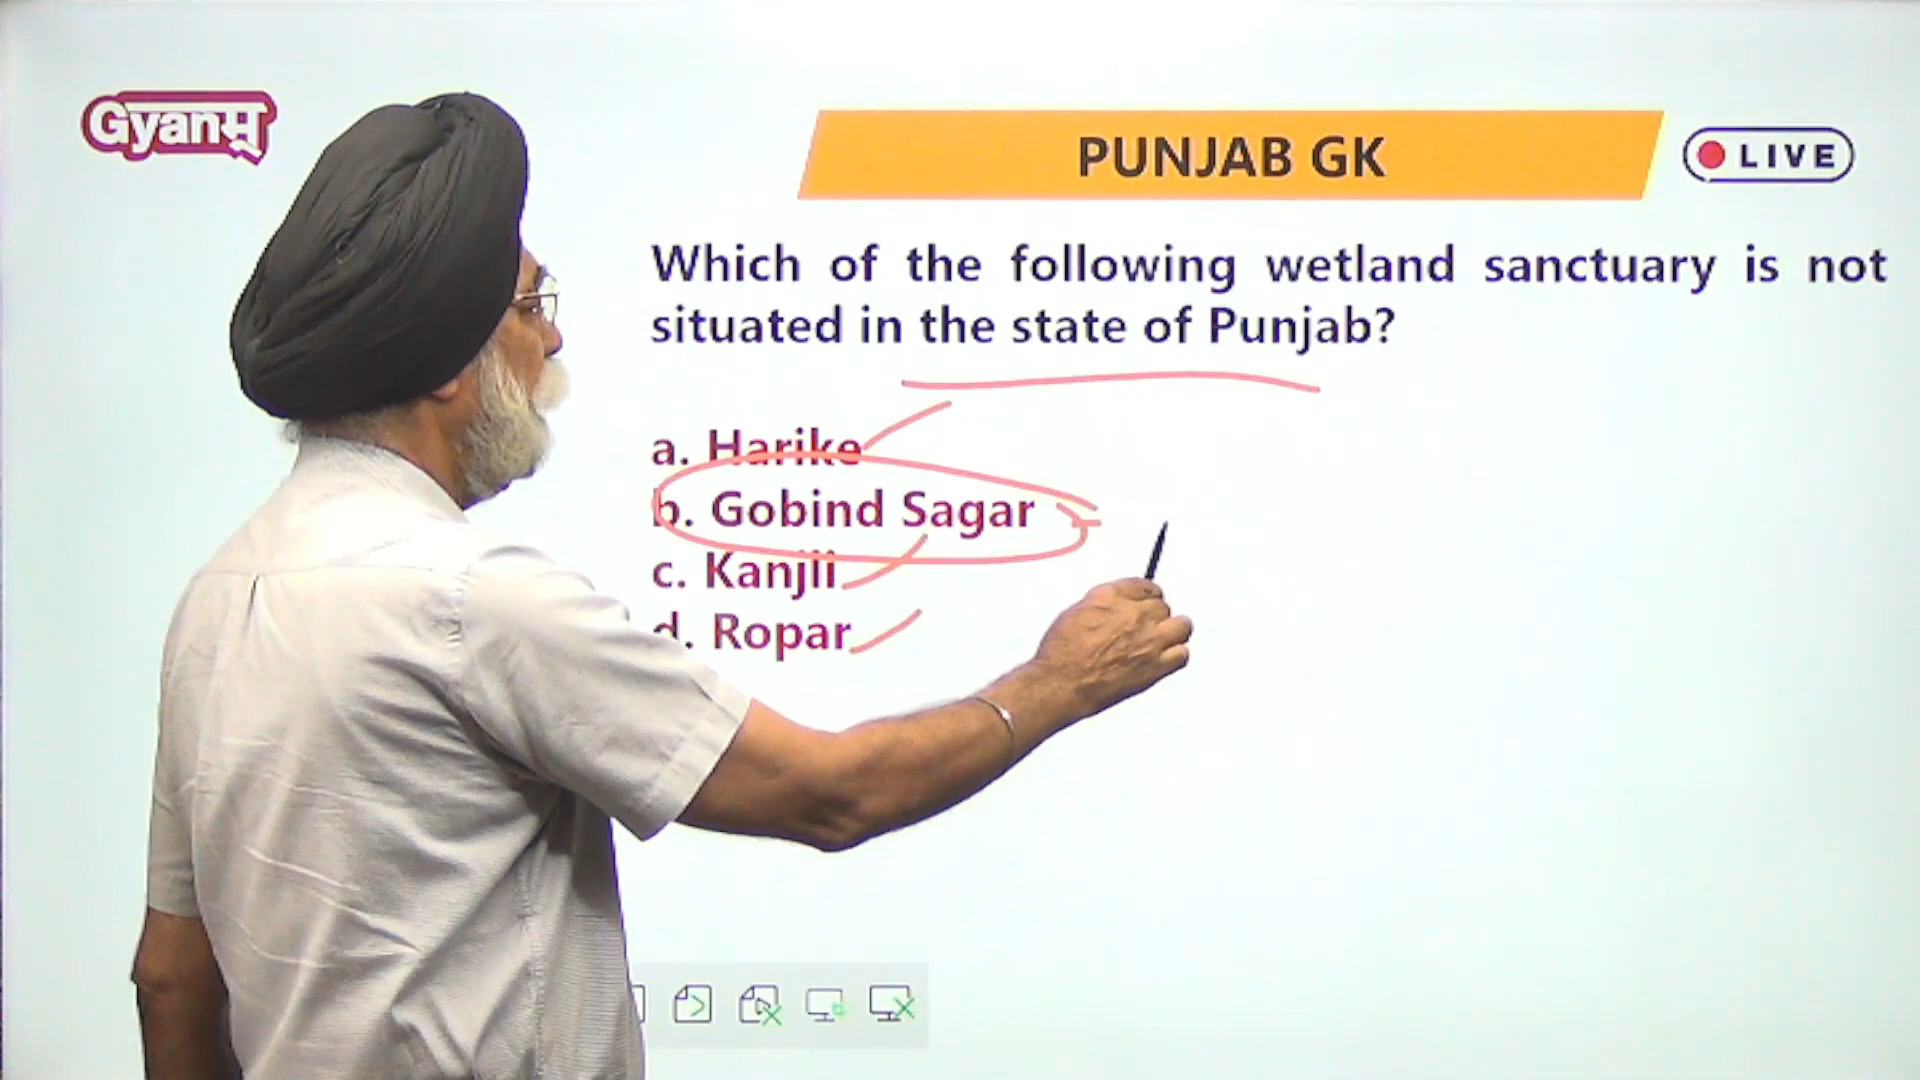 Gyanm
PUNJAB GK
LIVE
Which of the following wetland sanctuary is not
situated in the state of Punjab?
a. Harike
b. Gobind Sagar
c. Kanjli
d. Ropar